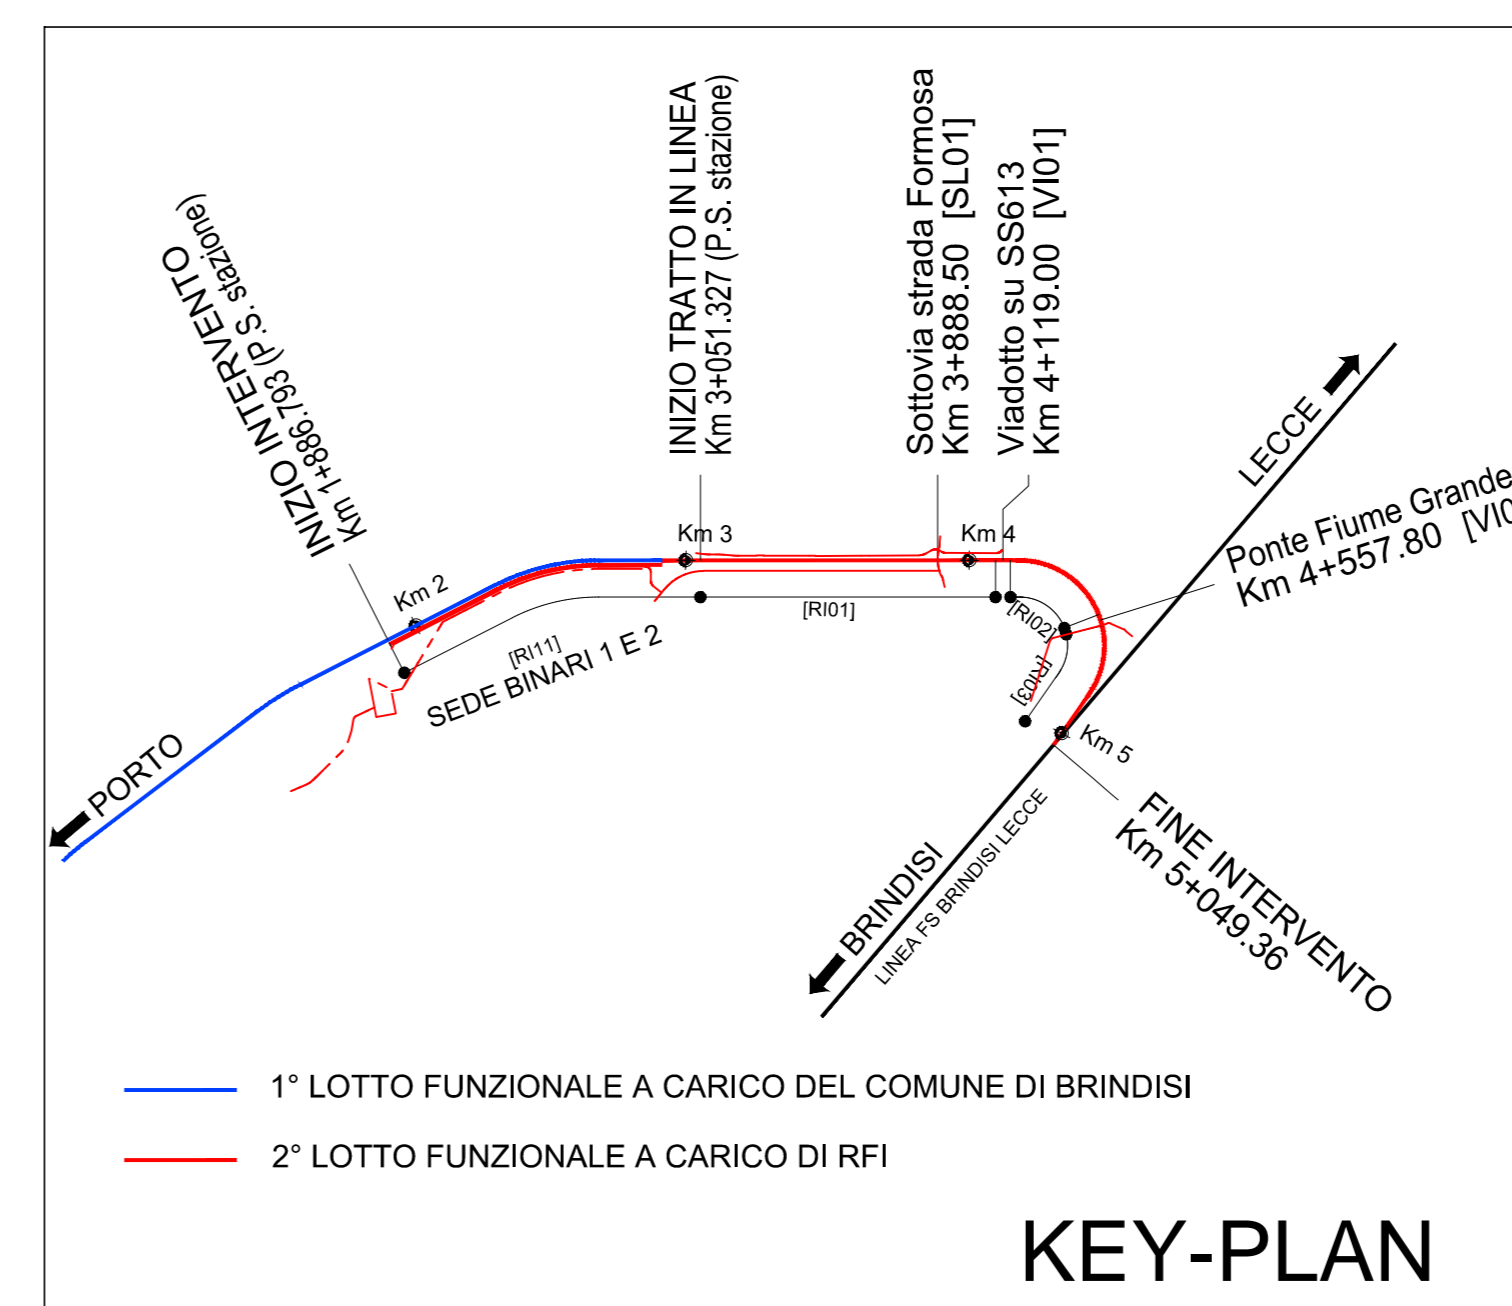 INIZIO INTERVENTO
Km 1+886.793 (P.S. stazione)
INIZIO TRATTO IN LINEA
Km 3+051.327 (P.S. stazione)
Sottovia strada Formosa
Km 3+888.50 [SL01]
Viadotto su SS613
Km 4+119.00 [VI01]
LECCE
Ponte Fiume Grande
Km 4+557.80
Km 2
Km 3
Km 4
[RI01]
[RI02]
[RI03]
[RI11]
SEDE BINARI 1 E 2
Km 5
PORTO
FINE INTERVENTO
Km 5+049.36
BRINDISI
LINEA FS BRINDISI LECCE
1° LOTTO FUNZIONALE A CARICO DEL COMUNE DI BRINDISI
2° LOTTO FUNZIONALE A CARICO DI RFI
KEY-PLAN